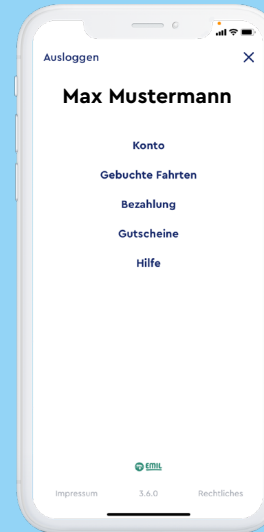 Ausloggen
Max Mustermann
Konto
Gebuchte Fahrten
Bezahlung
Gutscheine
Hilfe
EMIL
Impressum 3.6.0 Rechtliches